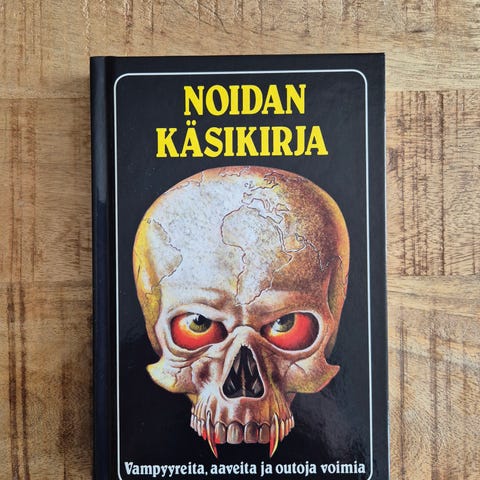 NOIDAN
KÄSIKIRJA
Vampyyreita, aaveita ja outoja voimia